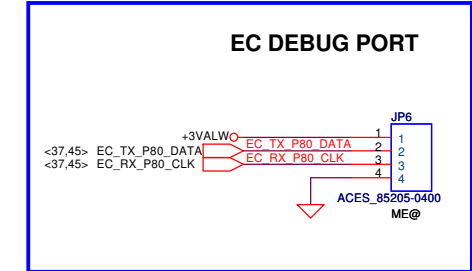 EC DEBUG PORT
JP6
+3VALW 1 1
<37,45> EC_TX_P80_DATA EC_TX_P80_DATA 2 2
<37,45> EC_RX_P80_CLK EC_RX_P80_CLK 3 3
4 4
ACES_85205-0400
ME@